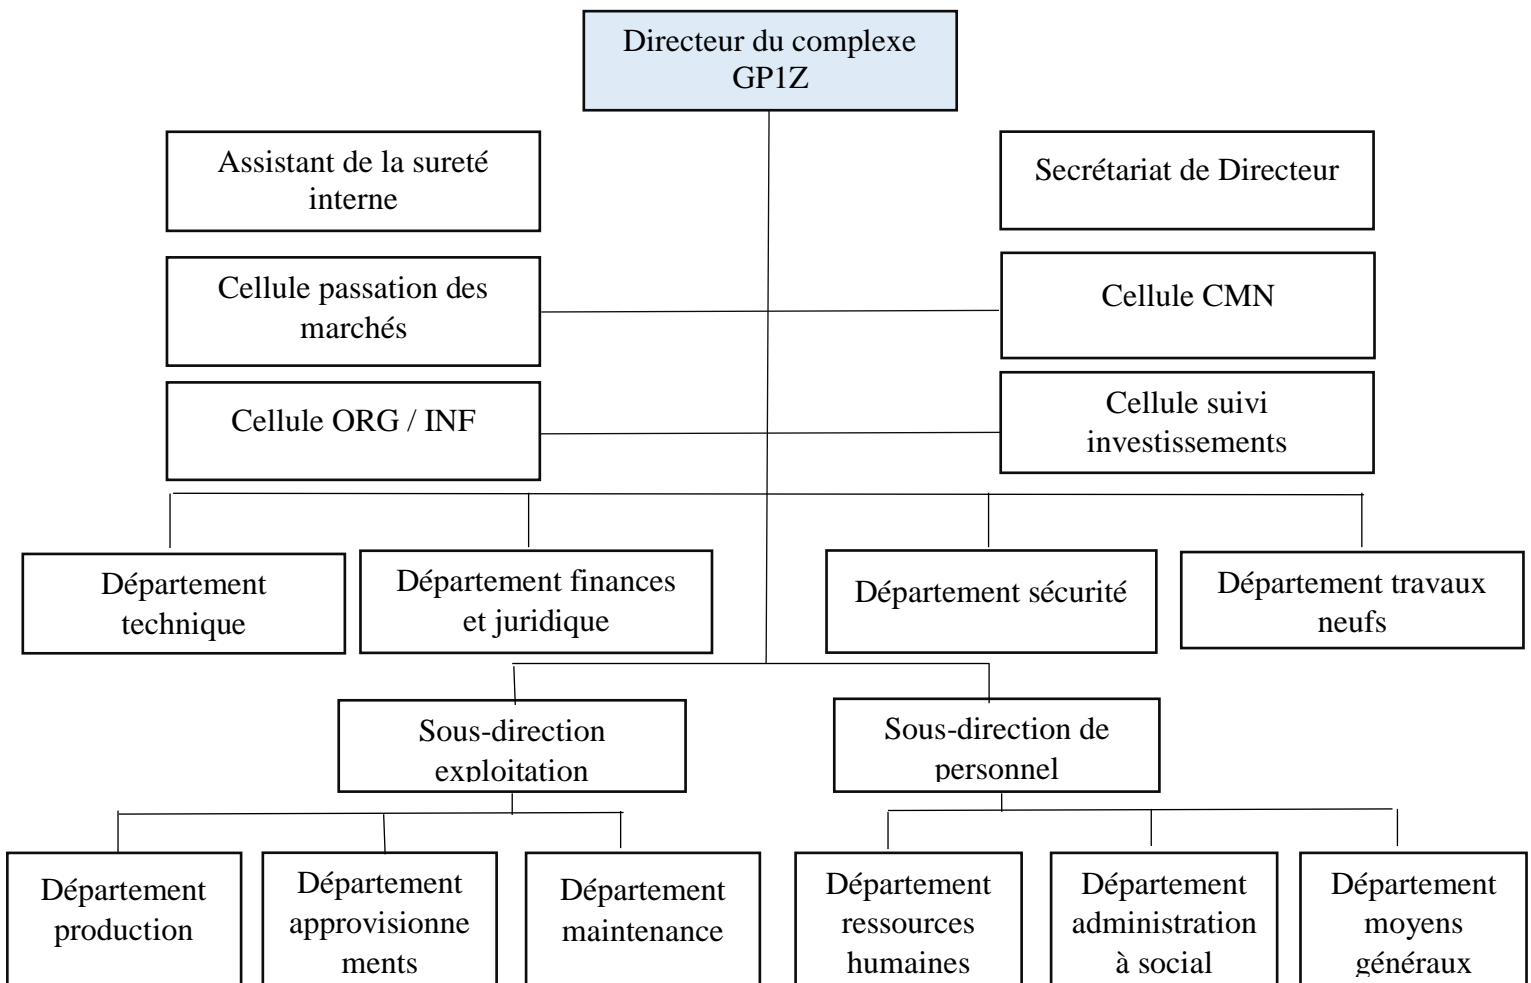 Directeur du complexe
GP1Z
Assistant de la sureté
interne
Secrétariat de Directeur
Cellule passation des
marchés
Cellule CMN
Cellule ORG / INF
Cellule suivi
investissements
Département
technique
Département finances
et juridique
Département sécurité
Département travaux
neufs
Sous-direction
exploitation
Sous-direction de
personnel
Département
production
Département
approvisionne
ments
Département
maintenance
Département
ressources
humaines
Département
administration
à social
Département
moyens
généraux